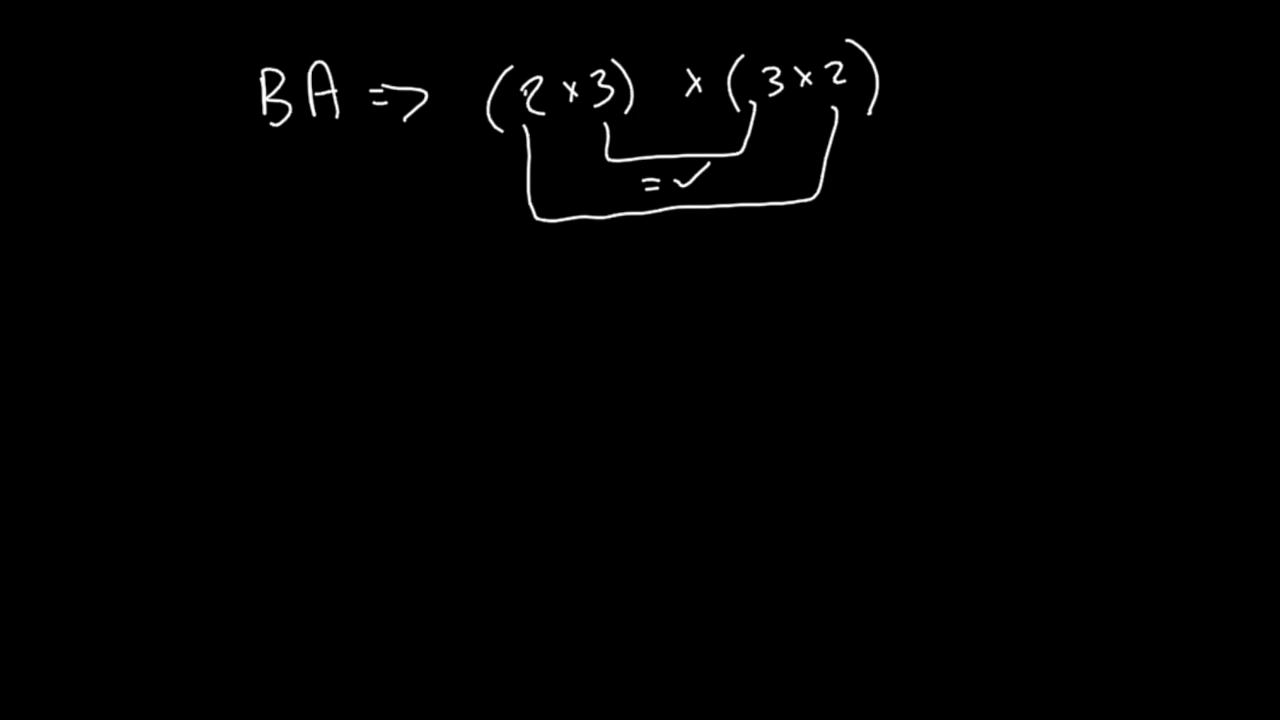 BA => (2 × 3) × (3 × 2)
= ✓